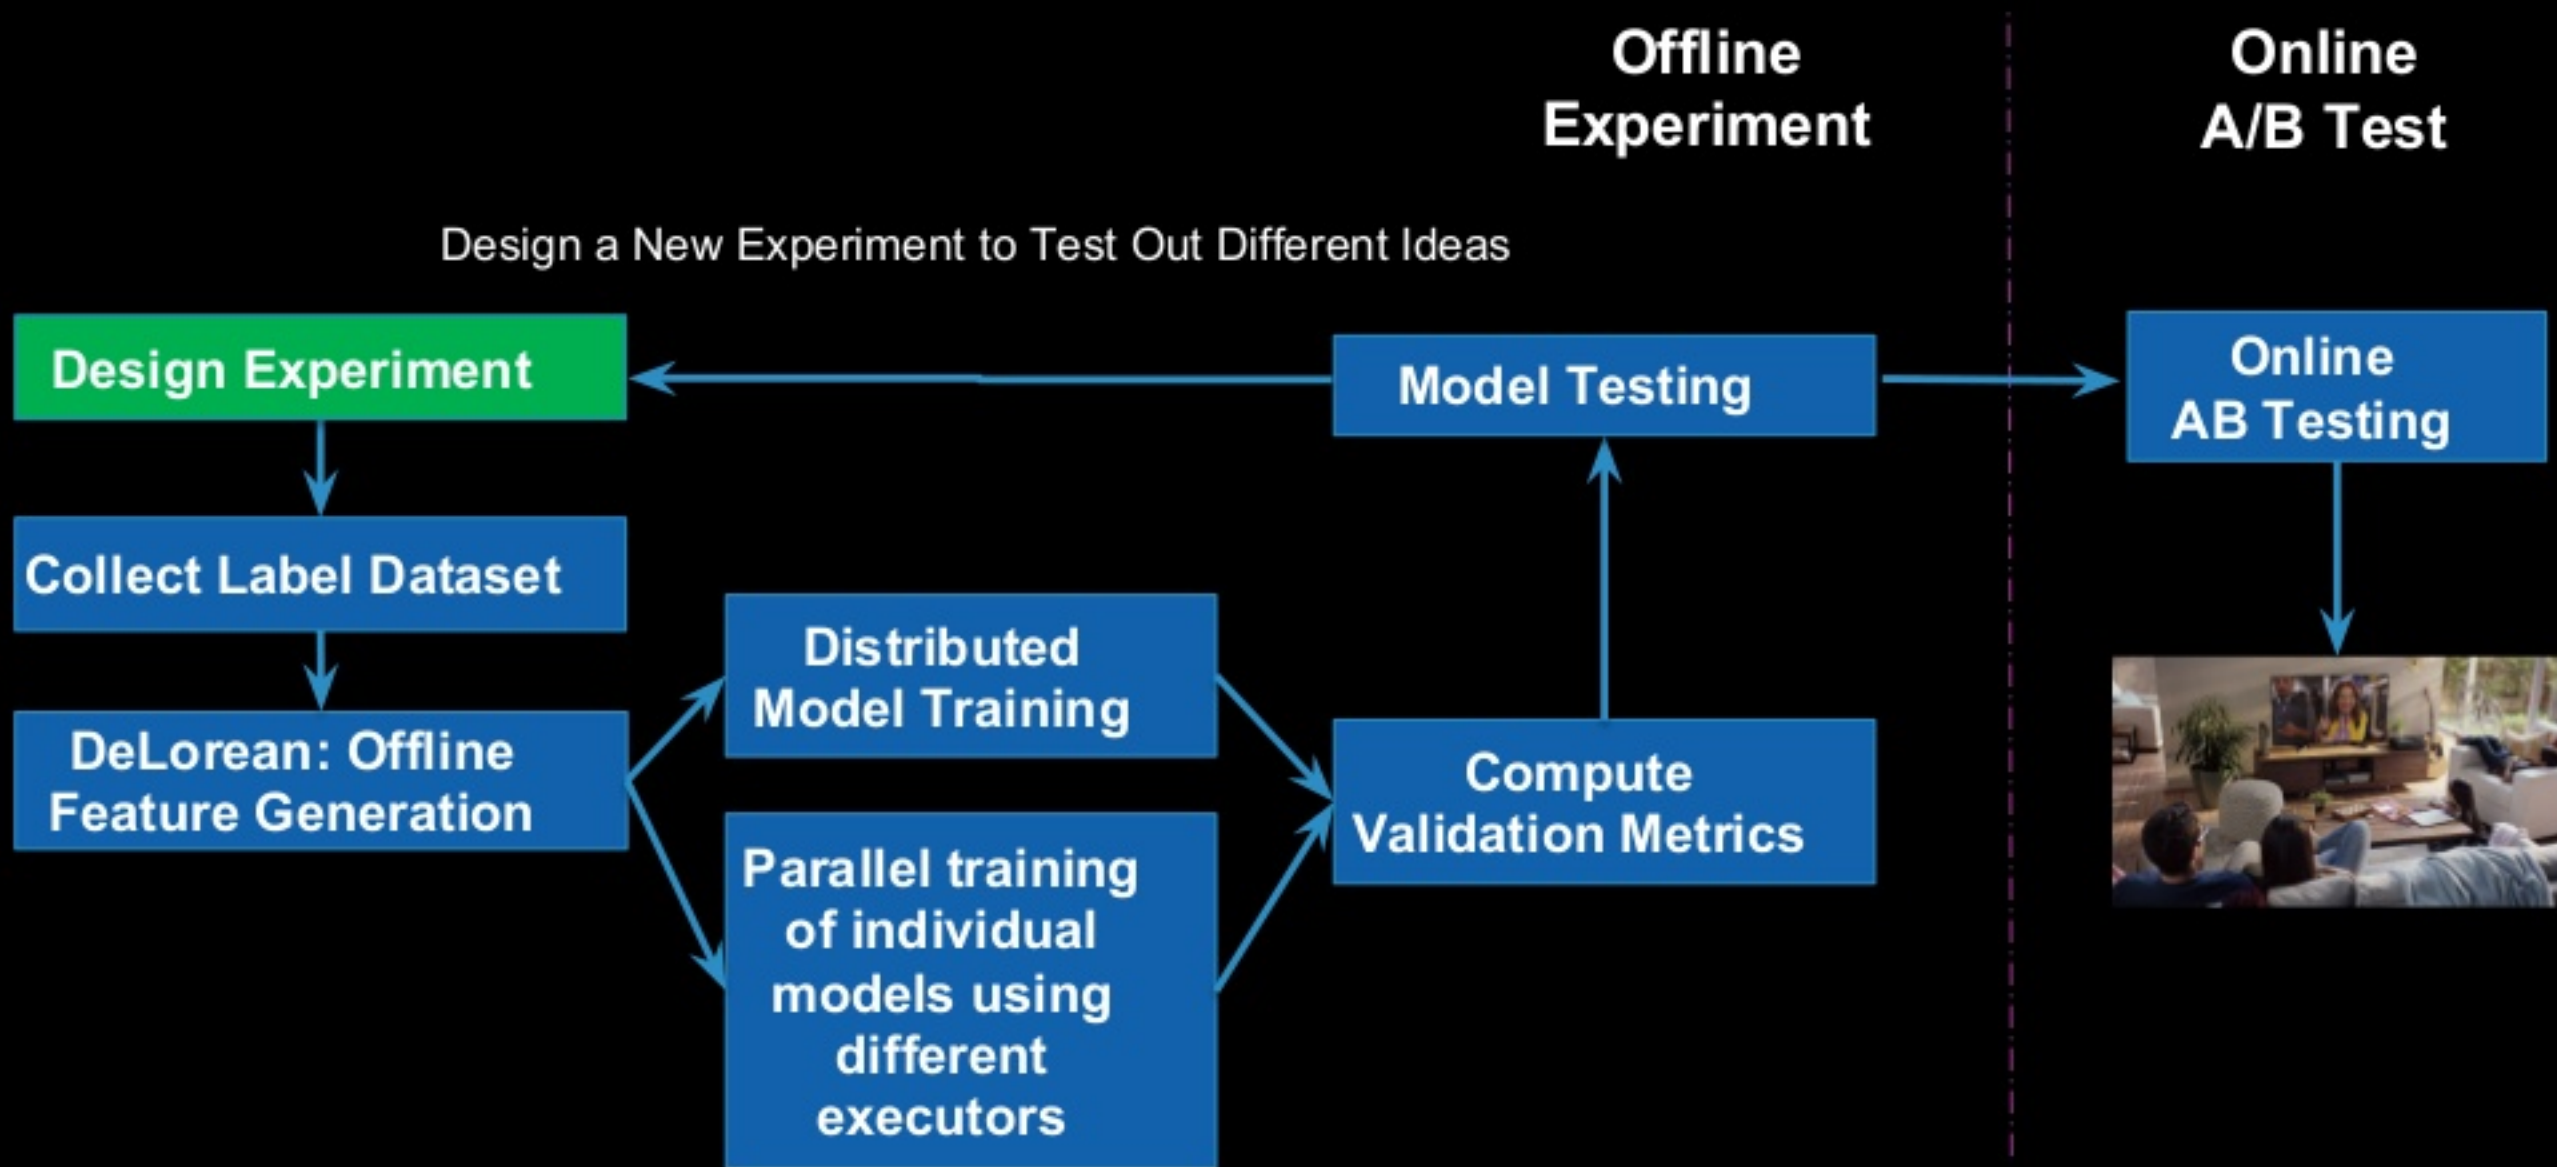 Offline
Experiment
Online
A/B Test
Design a New Experiment to Test Out Different Ideas
Design Experiment
Model Testing
Online
AB Testing
Collect Label Dataset
Distributed
Model Training
DeLorean: Offline
Feature Generation
Compute
Validation Metrics
Parallel training
of individual
models using
different
executors